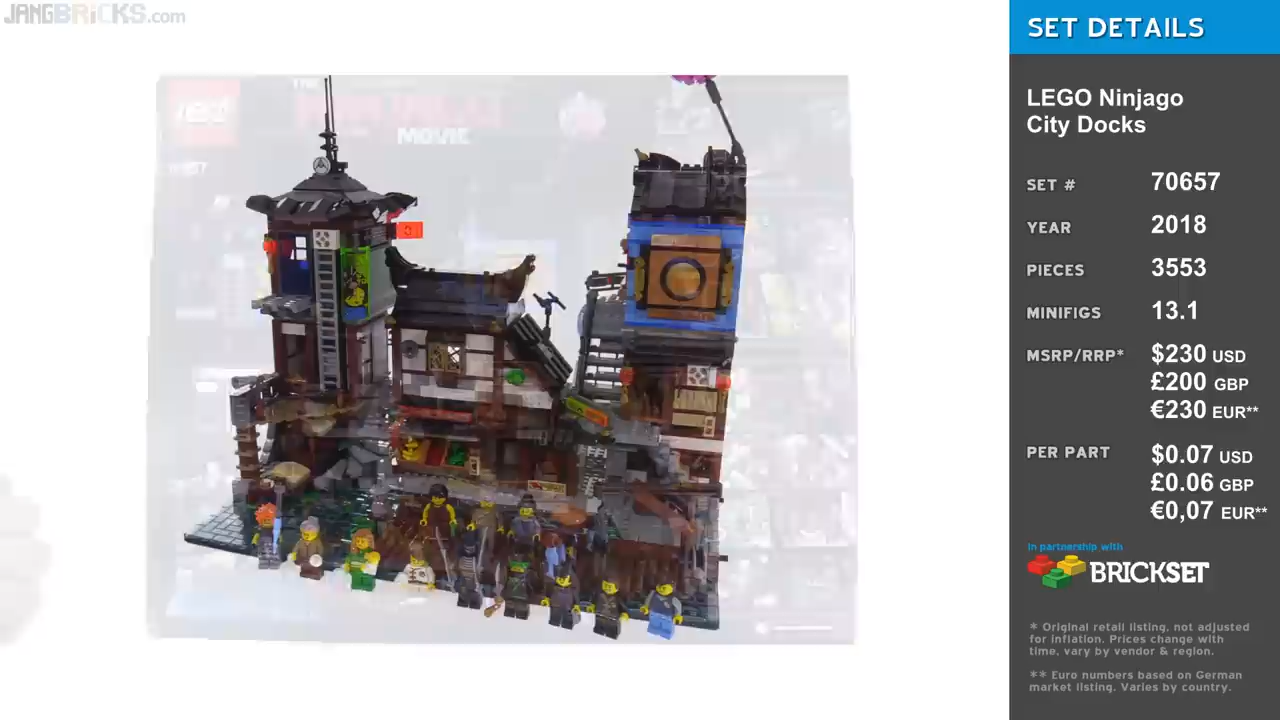 JANGBRiCKS.com
SET DETAILS
THE
MOVIE
LEGO Ninjago
City Docks
SET # 70657
YEAR 2018
PIECES 3553
MINIFIGS 13.1
MSRP/RRP* $230 USD
£200 GBP
€230 EUR**
PER PART $0.07 USD
£0.06 GBP
€0,07 EUR**
In partnership with
BRICKSET
* Original retail listing, not adjusted
for inflation. Prices change with
time, vary by vendor & region.
** Euro numbers based on German
market listing. Varies by country.